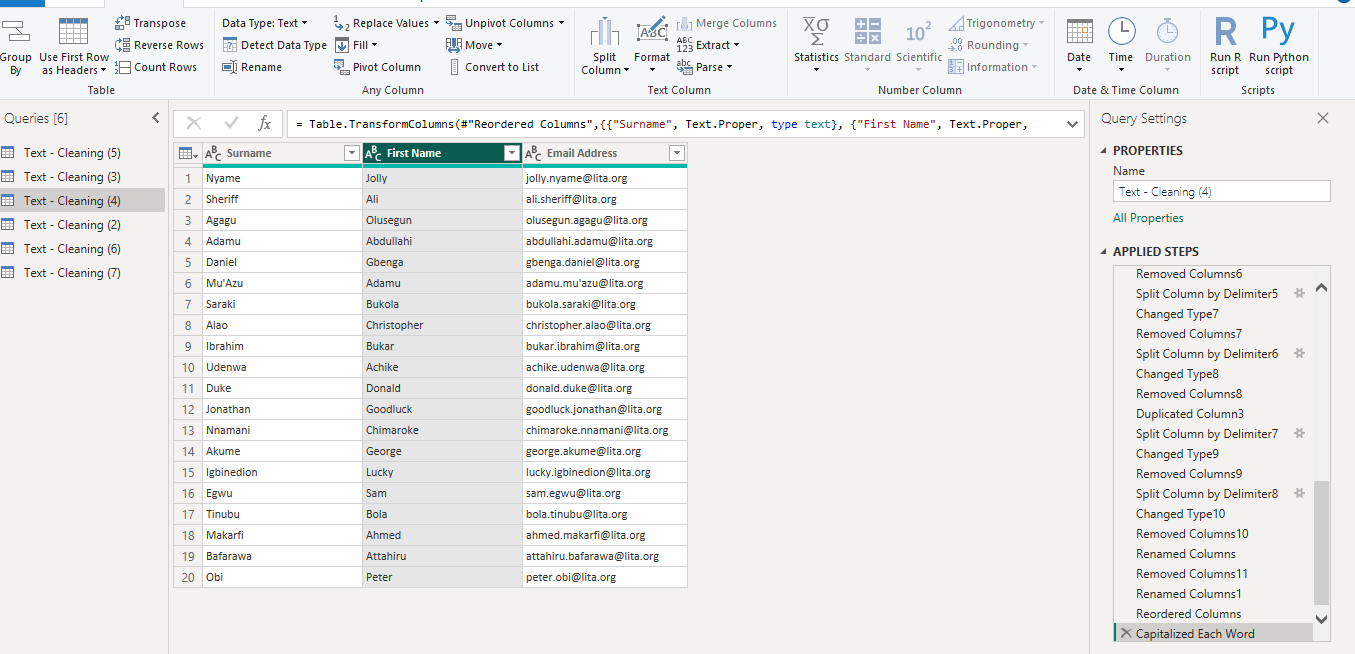 Group By
Use First Row as Headers
Transpose
Reverse Rows
Count Rows
Table
Data Type: Text
Detect Data Type
Rename
1 2 Replace Values
Fill
Pivot Column
Unpivot Columns
Move
Convert to List
Any Column
Split Column
ABC Format
Merge Columns
ABC 123 Extract
abc Parse
Text Column
XΣ Statistics
Standard
10² Scientific
Trigonometry
.00 Rounding
Information
Number Column
Date
Time
Duration
Date & Time Column
R Run R script
Py Run Python script
Scripts
Queries [6]
Text - Cleaning (5)
Text - Cleaning (3)
Text - Cleaning (4)
Text - Cleaning (2)
Text - Cleaning (6)
Text - Cleaning (7)
fx = Table.TransformColumns(#"Reordered Columns",{{"Surname", Text.Proper, type text}, {"First Name", Text.Proper,
ABC Surname ABC First Name ABC Email Address
1 Nyame Jolly jolly.nyame@lita.org
2 Sheriff Ali ali.sheriff@lita.org
3 Agagu Olusegun olusegun.agagu@lita.org
4 Adamu Abdullahi abdullahi.adamu@lita.org
5 Daniel Gbenga gbenga.daniel@lita.org
6 Mu'Azu Adamu adamu.mu'azu@lita.org
7 Saraki Bukola bukola.saraki@lita.org
8 Alao Christopher christopher.alao@lita.org
9 Ibrahim Bukar bukar.ibrahim@lita.org
10 Udenwa Achike achike.udenwa@lita.org
11 Duke Donald donald.duke@lita.org
12 Jonathan Goodluck goodluck.jonathan@lita.org
13 Nnamani Chimaroke chimaroke.nnamani@lita.org
14 Akume George george.akume@lita.org
15 Igbinedion Lucky lucky.igbinedion@lita.org
16 Egwu Sam sam.egwu@lita.org
17 Tinubu Bola bola.tinubu@lita.org
18 Makarfi Ahmed ahmed.makarfi@lita.org
19 Bafarawa Attahiru attahiru.bafarawa@lita.org
20 Obi Peter peter.obi@lita.org
Query Settings
PROPERTIES
Name
Text - Cleaning (4)
All Properties
APPLIED STEPS
Removed Columns6
Split Column by Delimiter5
Changed Type7
Removed Columns7
Split Column by Delimiter6
Changed Type8
Removed Columns8
Duplicated Column3
Split Column by Delimiter7
Changed Type9
Removed Columns9
Split Column by Delimiter8
Changed Type10
Removed Columns10
Renamed Columns
Removed Columns11
Renamed Columns1
Reordered Columns
Capitalized Each Word